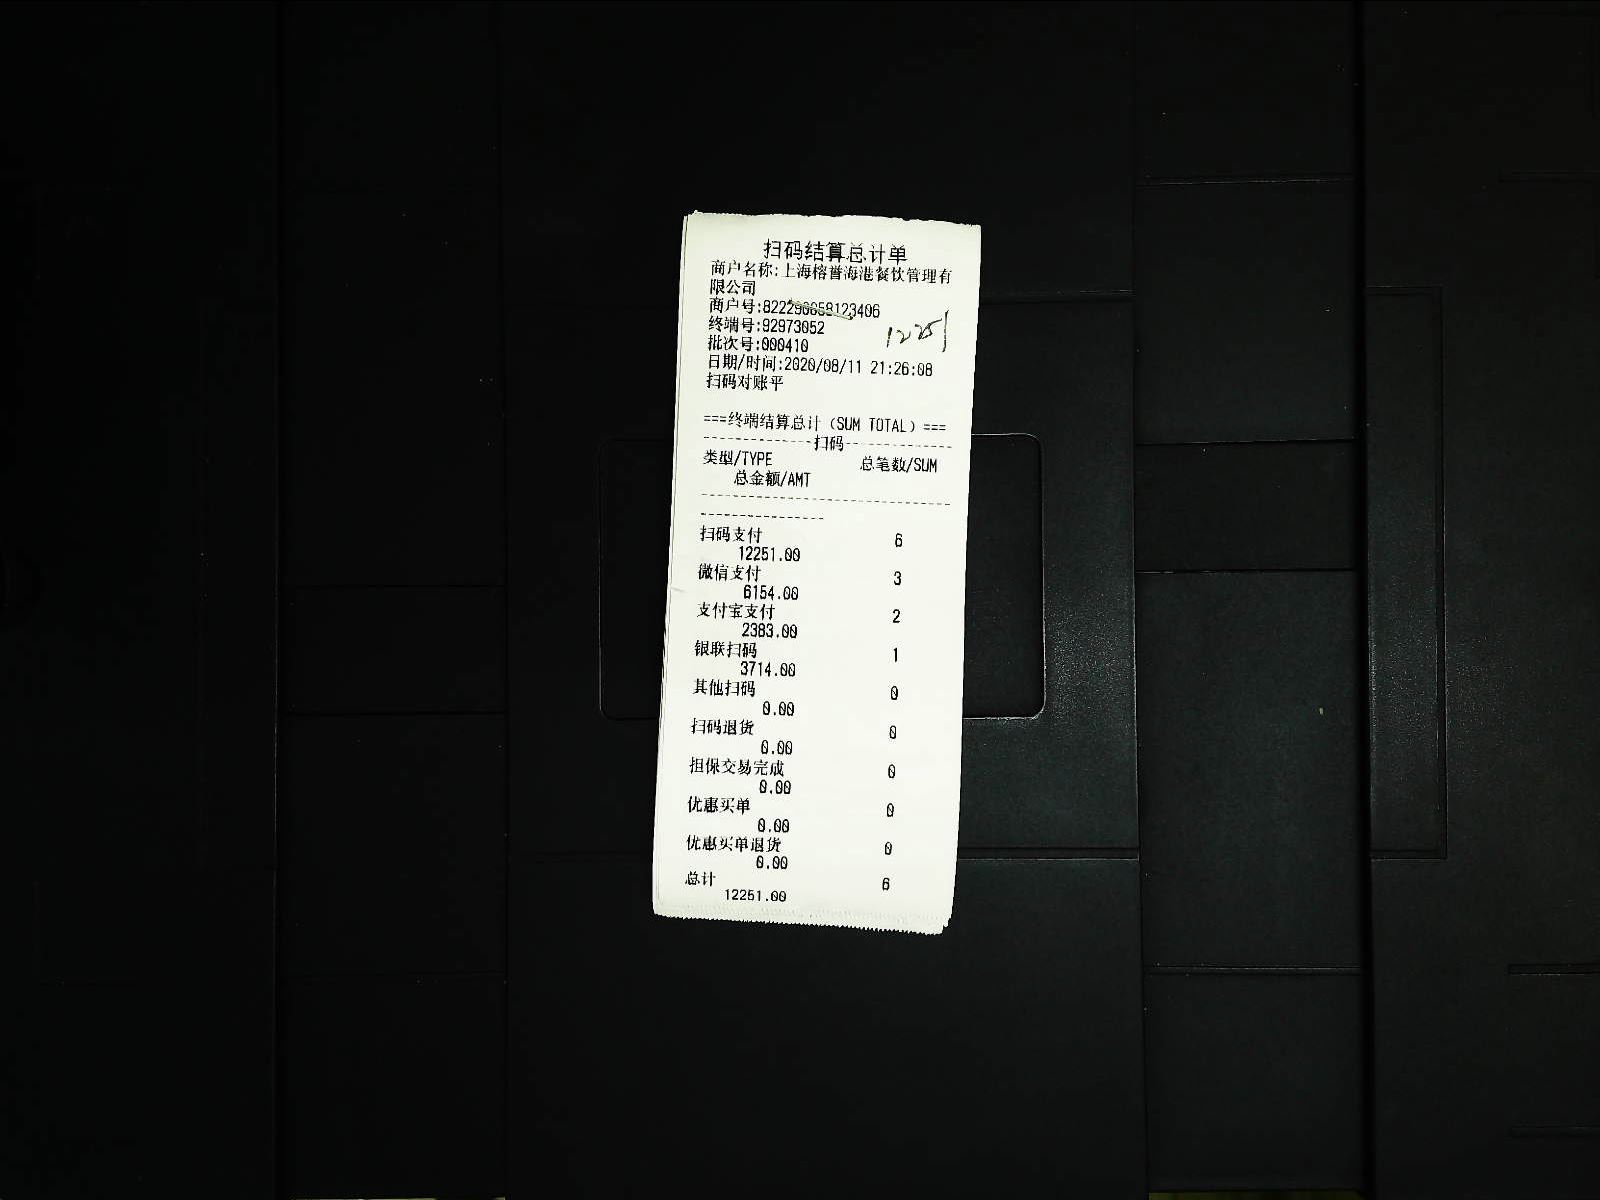 扫码结算总计单
商户名称:上海榕誉海港餐饮管理有
限公司
商户号:822290058123406
终端号:92973052
12251
批次号:000410
日期/时间:2020/08/11 21:26:08
扫码对账平
===终端结算总计（SUM TOTAL）===
--------------扫码--------------
类型/TYPE 总笔数/SUM
总金额/AMT
--------------------------------
----------------
扫码支付 6
12251.00
微信支付 3
6154.00
支付宝支付 2
2383.00
银联扫码 1
3714.00
其他扫码 0
0.00
扫码退货 0
0.00
担保交易完成 0
0.00
优惠买单 0
0.00
优惠买单退货 0
0.00
总计 6
12251.00